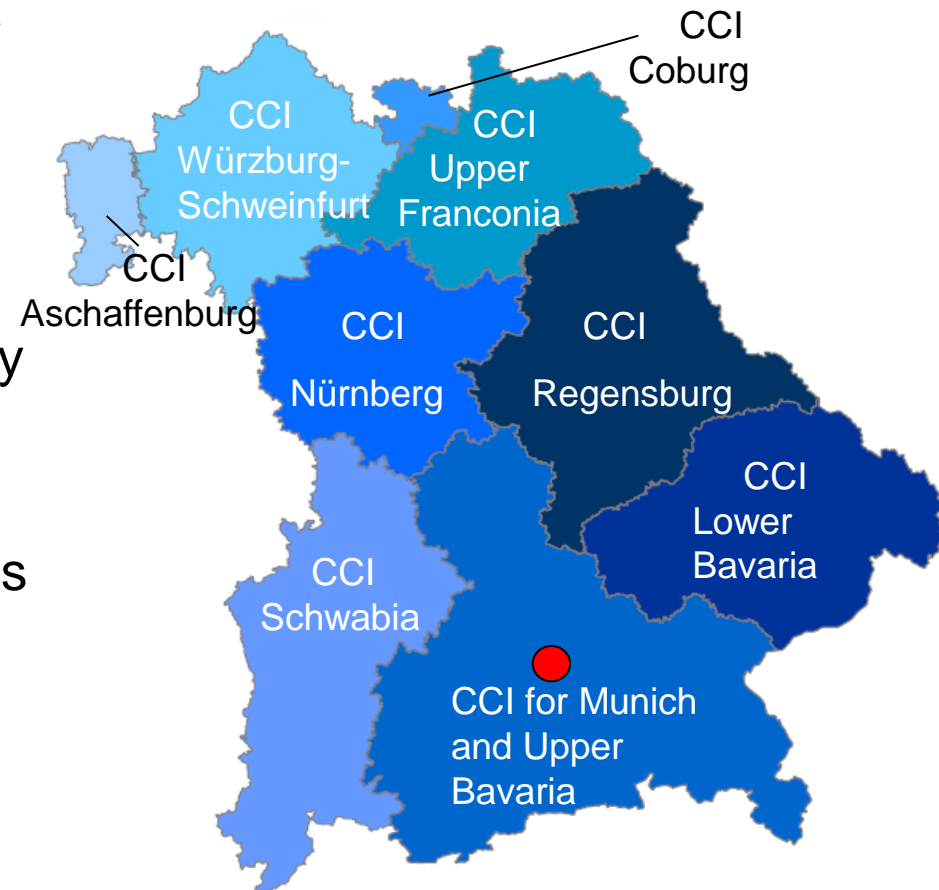 CCI
Coburg
CCI
Würzburg-
Schweinfurt
CCI
Upper
Franconia
CCI
Aschaffenburg
y
CCI
Nürnberg
CCI
Regensburg
CCI
Lower
Bavaria
s
CCI
Schwabia
CCI for Munich
and Upper
Bavaria